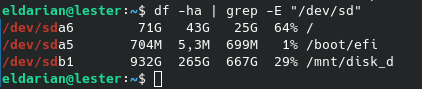 eldarian@lester:~$ df -ha | grep -E "/dev/sd"
/dev/sda6        71G   43G   25G  64% /
/dev/sda5       704M  5,3M  699M   1% /boot/efi
/dev/sdb1       932G  265G  667G  29% /mnt/disk_d
eldarian@lester:~$